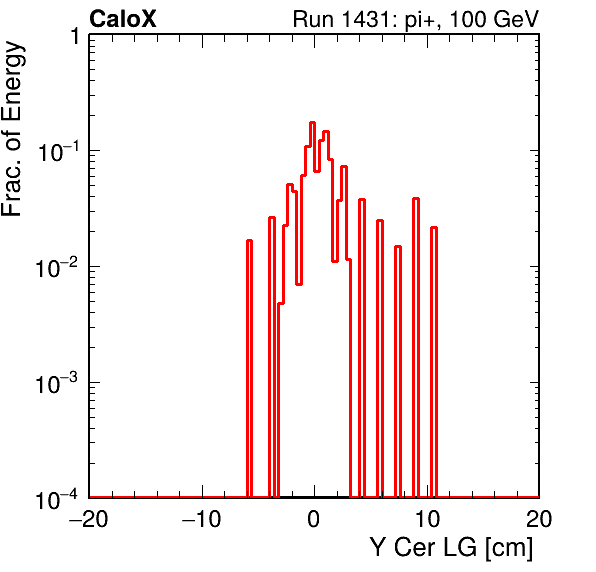 CaloX Run 1431: pi+, 100 GeV
Frac. of Energy
1
10⁻¹
10⁻²
10⁻³
10⁻⁴
−20 −10 0 10 20
Y Cer LG [cm]